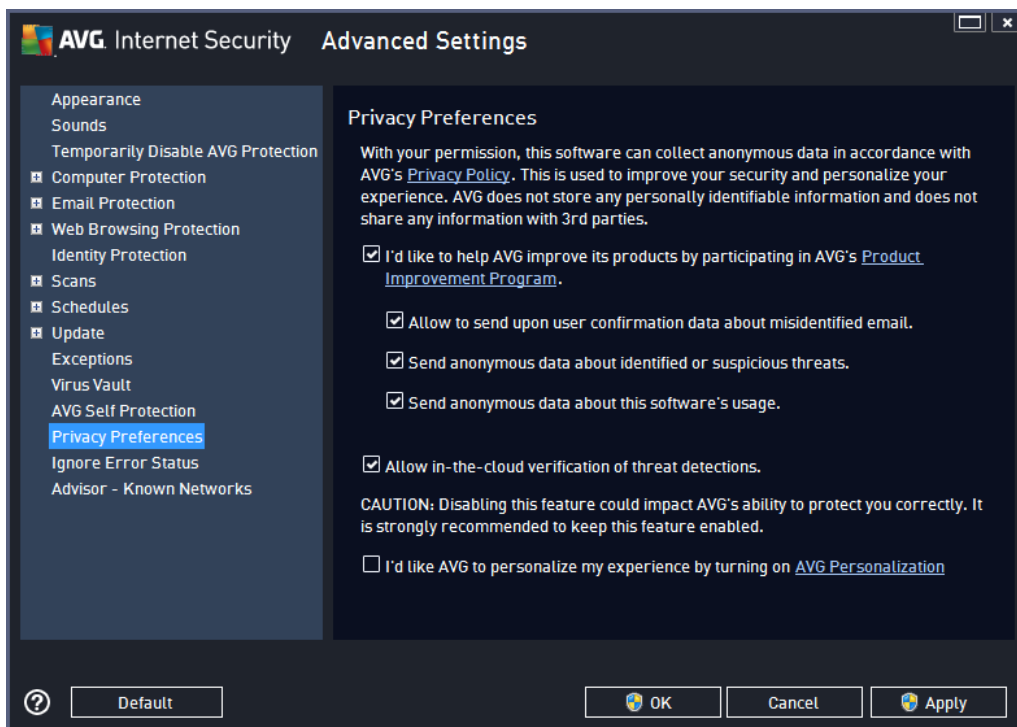 AVG. Internet Security Advanced Settings
Appearance
Sounds
Temporarily Disable AVG Protection
Computer Protection
Email Protection
Web Browsing Protection
Identity Protection
Scans
Schedules
Update
Exceptions
Virus Vault
AVG Self Protection
Privacy Preferences
Ignore Error Status
Advisor - Known Networks
Privacy Preferences
With your permission, this software can collect anonymous data in accordance with
AVG's Privacy Policy. This is used to improve your security and personalize your
experience. AVG does not store any personally identifiable information and does not
share any information with 3rd parties.
I'd like to help AVG improve its products by participating in AVG's Product
Improvement Program.
Allow to send upon user confirmation data about misidentified email.
Send anonymous data about identified or suspicious threats.
Send anonymous data about this software's usage.
Allow in-the-cloud verification of threat detections.
CAUTION: Disabling this feature could impact AVG's ability to protect you correctly. It
is strongly recommended to keep this feature enabled.
I'd like AVG to personalize my experience by turning on AVG Personalization
? Default OK Cancel Apply